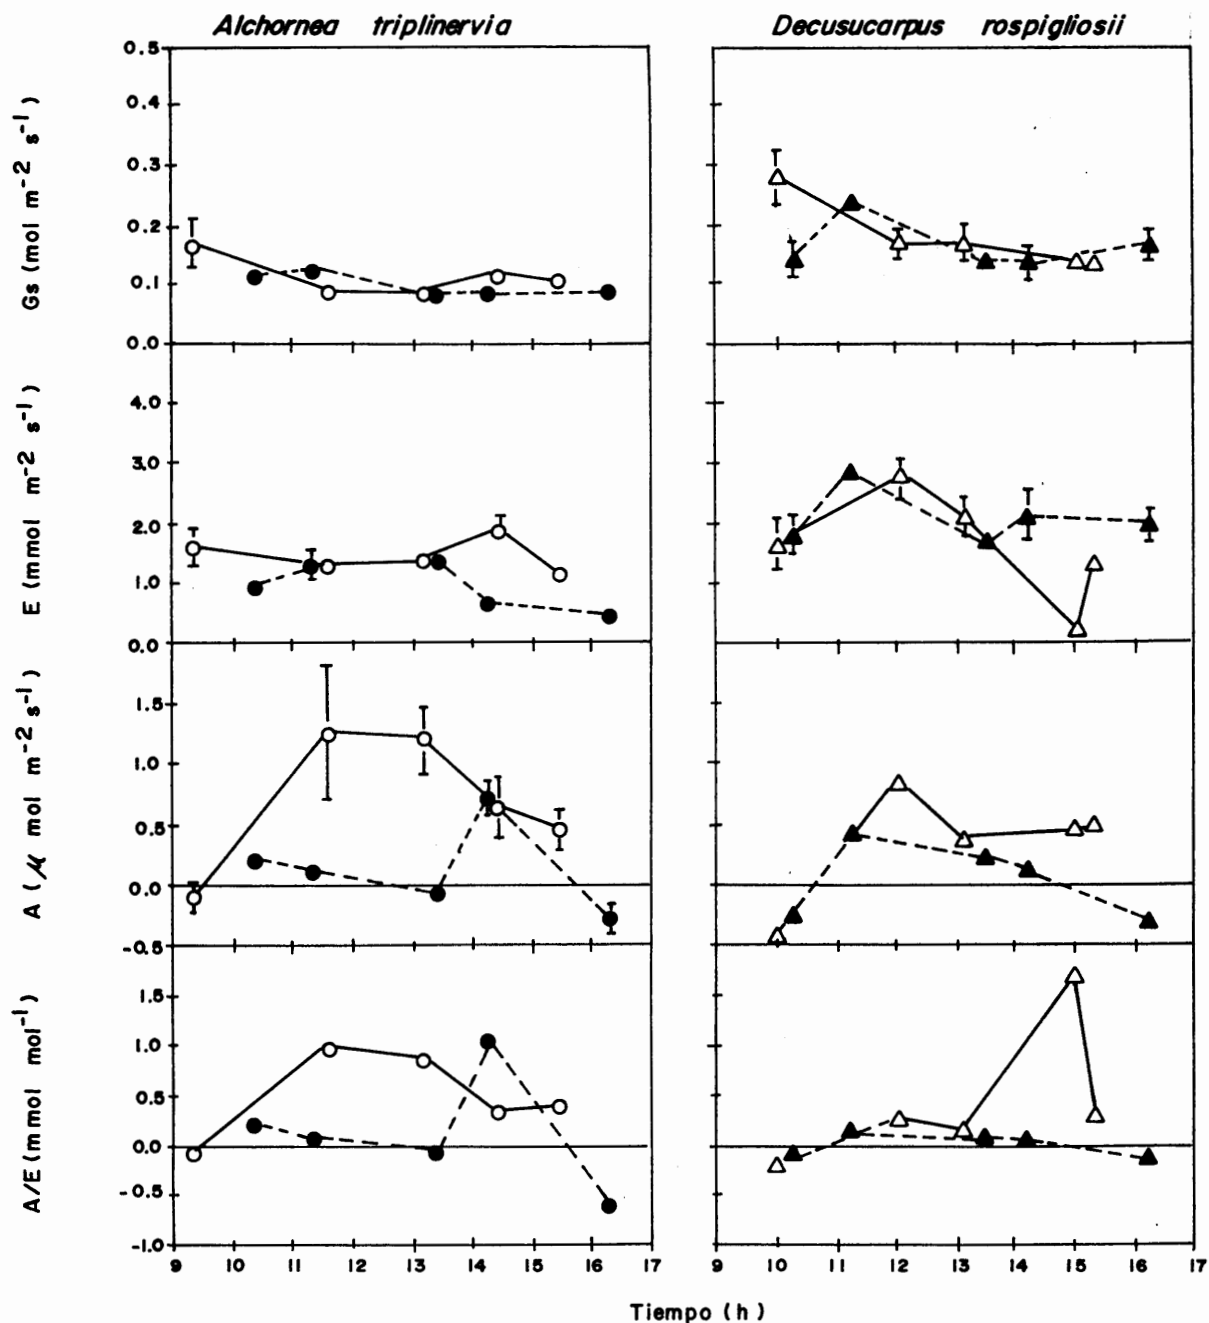 Alchornea triplinervia
Decusucarpus rospigliosii
Gs (mol m⁻² s⁻¹)
0.5
0.4
0.3
0.2
0.1
0.0
E (mmol m⁻² s⁻¹)
4.0
3.0
2.0
1.0
0.0
A (μ mol m⁻² s⁻¹)
1.5
1.0
0.5
0.0
-0.5
A/E (mmol mol⁻¹)
1.5
1.0
0.5
0.0
-0.5
-1.0
9 10 11 12 13 14 15 16 17
9 10 11 12 13 14 15 16 17
Tiempo (h)